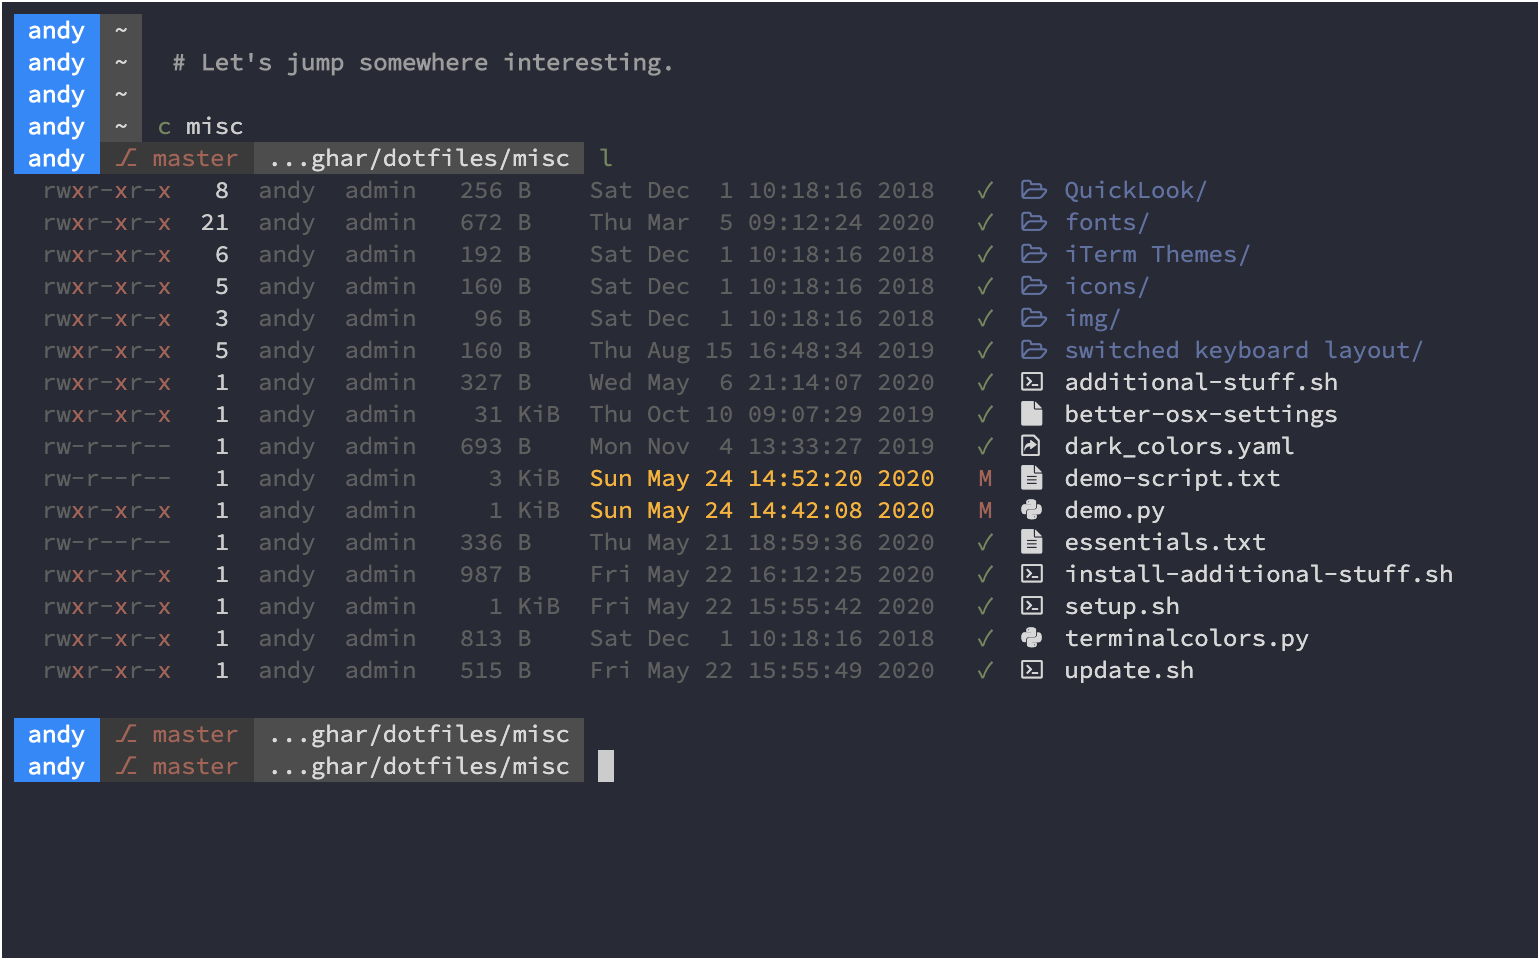 andy ~
andy ~ # Let's jump somewhere interesting.
andy ~
andy ~ c misc
andy master ...ghar/dotfiles/misc l
rwxr-xr-x 8 andy admin 256 B Sat Dec 1 10:18:16 2018 ✓ QuickLook/
rwxr-xr-x 21 andy admin 672 B Thu Mar 5 09:12:24 2020 ✓ fonts/
rwxr-xr-x 6 andy admin 192 B Sat Dec 1 10:18:16 2018 ✓ iTerm Themes/
rwxr-xr-x 5 andy admin 160 B Sat Dec 1 10:18:16 2018 ✓ icons/
rwxr-xr-x 3 andy admin 96 B Sat Dec 1 10:18:16 2018 ✓ img/
rwxr-xr-x 5 andy admin 160 B Thu Aug 15 16:48:34 2019 ✓ switched keyboard layout/
rwxr-xr-x 1 andy admin 327 B Wed May 6 21:14:07 2020 ✓ additional-stuff.sh
rwxr-xr-x 1 andy admin 31 KiB Thu Oct 10 09:07:29 2019 ✓ better-osx-settings
rw-r--r-- 1 andy admin 693 B Mon Nov 4 13:33:27 2019 ✓ dark_colors.yaml
rw-r--r-- 1 andy admin 3 KiB Sun May 24 14:52:20 2020 M demo-script.txt
rwxr-xr-x 1 andy admin 1 KiB Sun May 24 14:42:08 2020 M demo.py
rw-r--r-- 1 andy admin 336 B Thu May 21 18:59:36 2020 ✓ essentials.txt
rwxr-xr-x 1 andy admin 987 B Fri May 22 16:12:25 2020 ✓ install-additional-stuff.sh
rwxr-xr-x 1 andy admin 1 KiB Fri May 22 15:55:42 2020 ✓ setup.sh
rwxr-xr-x 1 andy admin 813 B Sat Dec 1 10:18:16 2018 ✓ terminalcolors.py
rwxr-xr-x 1 andy admin 515 B Fri May 22 15:55:49 2020 ✓ update.sh
andy master ...ghar/dotfiles/misc
andy master ...ghar/dotfiles/misc